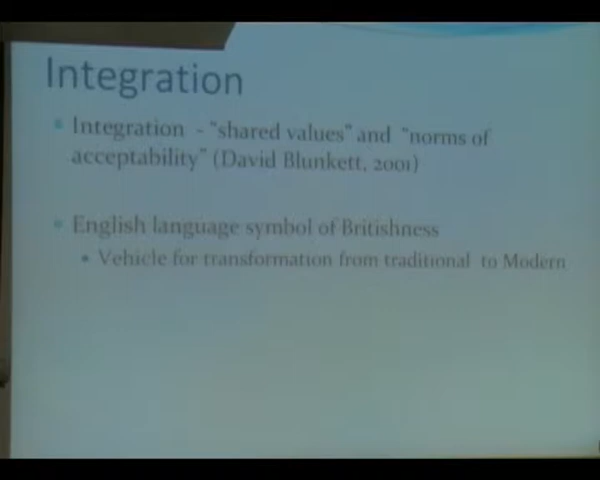 Integration
Integration - "shared values" and "norms of
acceptability" (David Blunkett, 2001)
English language symbol of Britishness
Vehicle for transformation from traditional to Modern